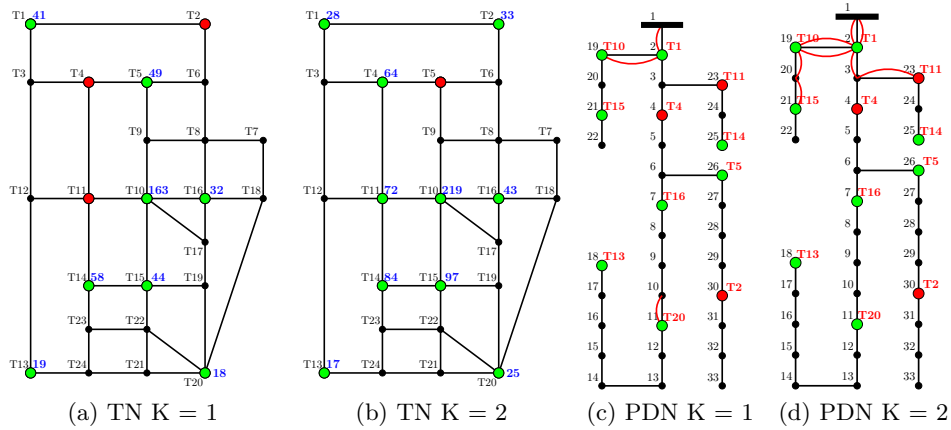 T1 41 T2
T3 T4 T5 49 T6
T9 T8 T7
T12 T11 T10 163 T16 32 T18
T17
T14 58 T15 44 T19
T23 T22
T13 19 T24 T21 T20 18
(a) TN K = 1
T1 28 T2 33
T3 T4 64 T5 T6
T9 T8 T7
T12 T11 72 T10 219 T16 43 T18
T17
T14 84 T15 97 T19
T23 T22
T13 17 T24 T21 T20 25
(b) TN K = 2
1
19 T10 2 T1
20 3 23 T11
21 T15 4 T4 24
22 5 25 T14
6 26 T5
7 T16 27
8 28
18 T13 9 29
17 10 30 T2
16 11 T20 31
15 12 32
14 13 33
(c) PDN K = 1
1
19 T10 2 T1
20 3 23 T11
21 T15 4 T4 24
22 5 25 T14
6 26 T5
7 T16 27
8 28
18 T13 9 29
17 10 30 T2
16 11 T20 31
15 12 32
14 13 33
(d) PDN K = 2